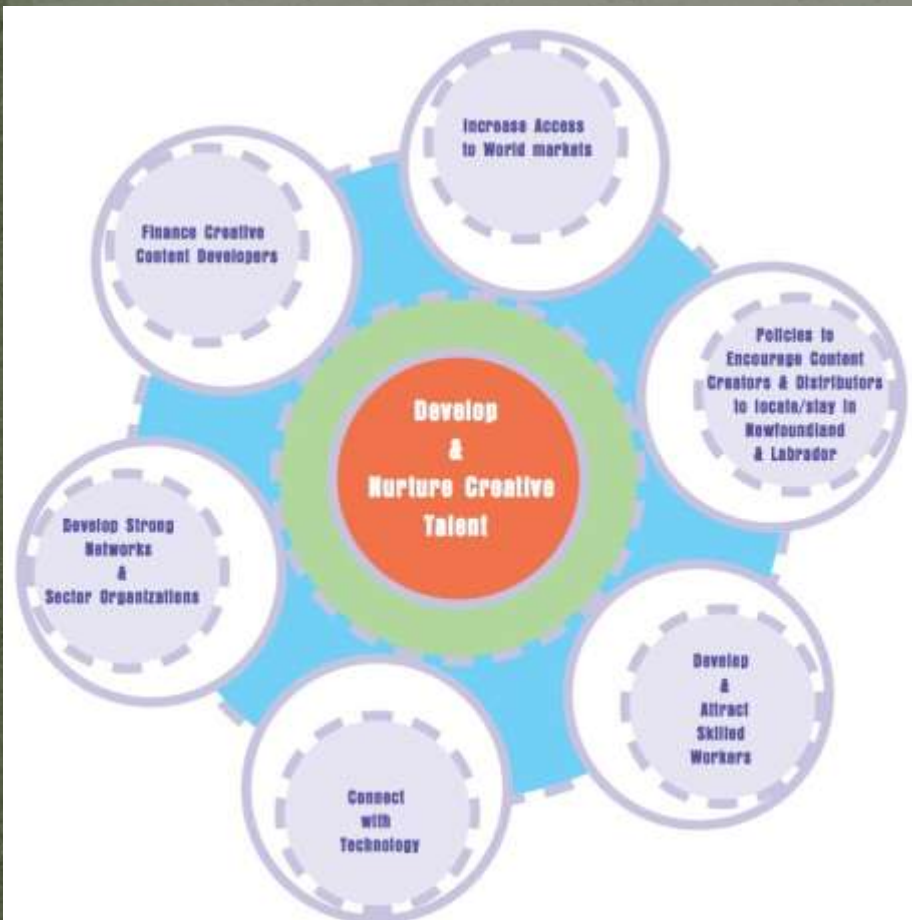 Increase Access
to World markets
Finance Creative
Content Developers
Policies to
Encourage Content
Creators & Distributors
to locate/stay in
Newfoundland
& Labrador
Develop
&
Nurture Creative
Talent
Develop Strong
Networks
&
Sector Organizations
Develop
&
Attract
Skilled
Workers
Connect
with
Technology